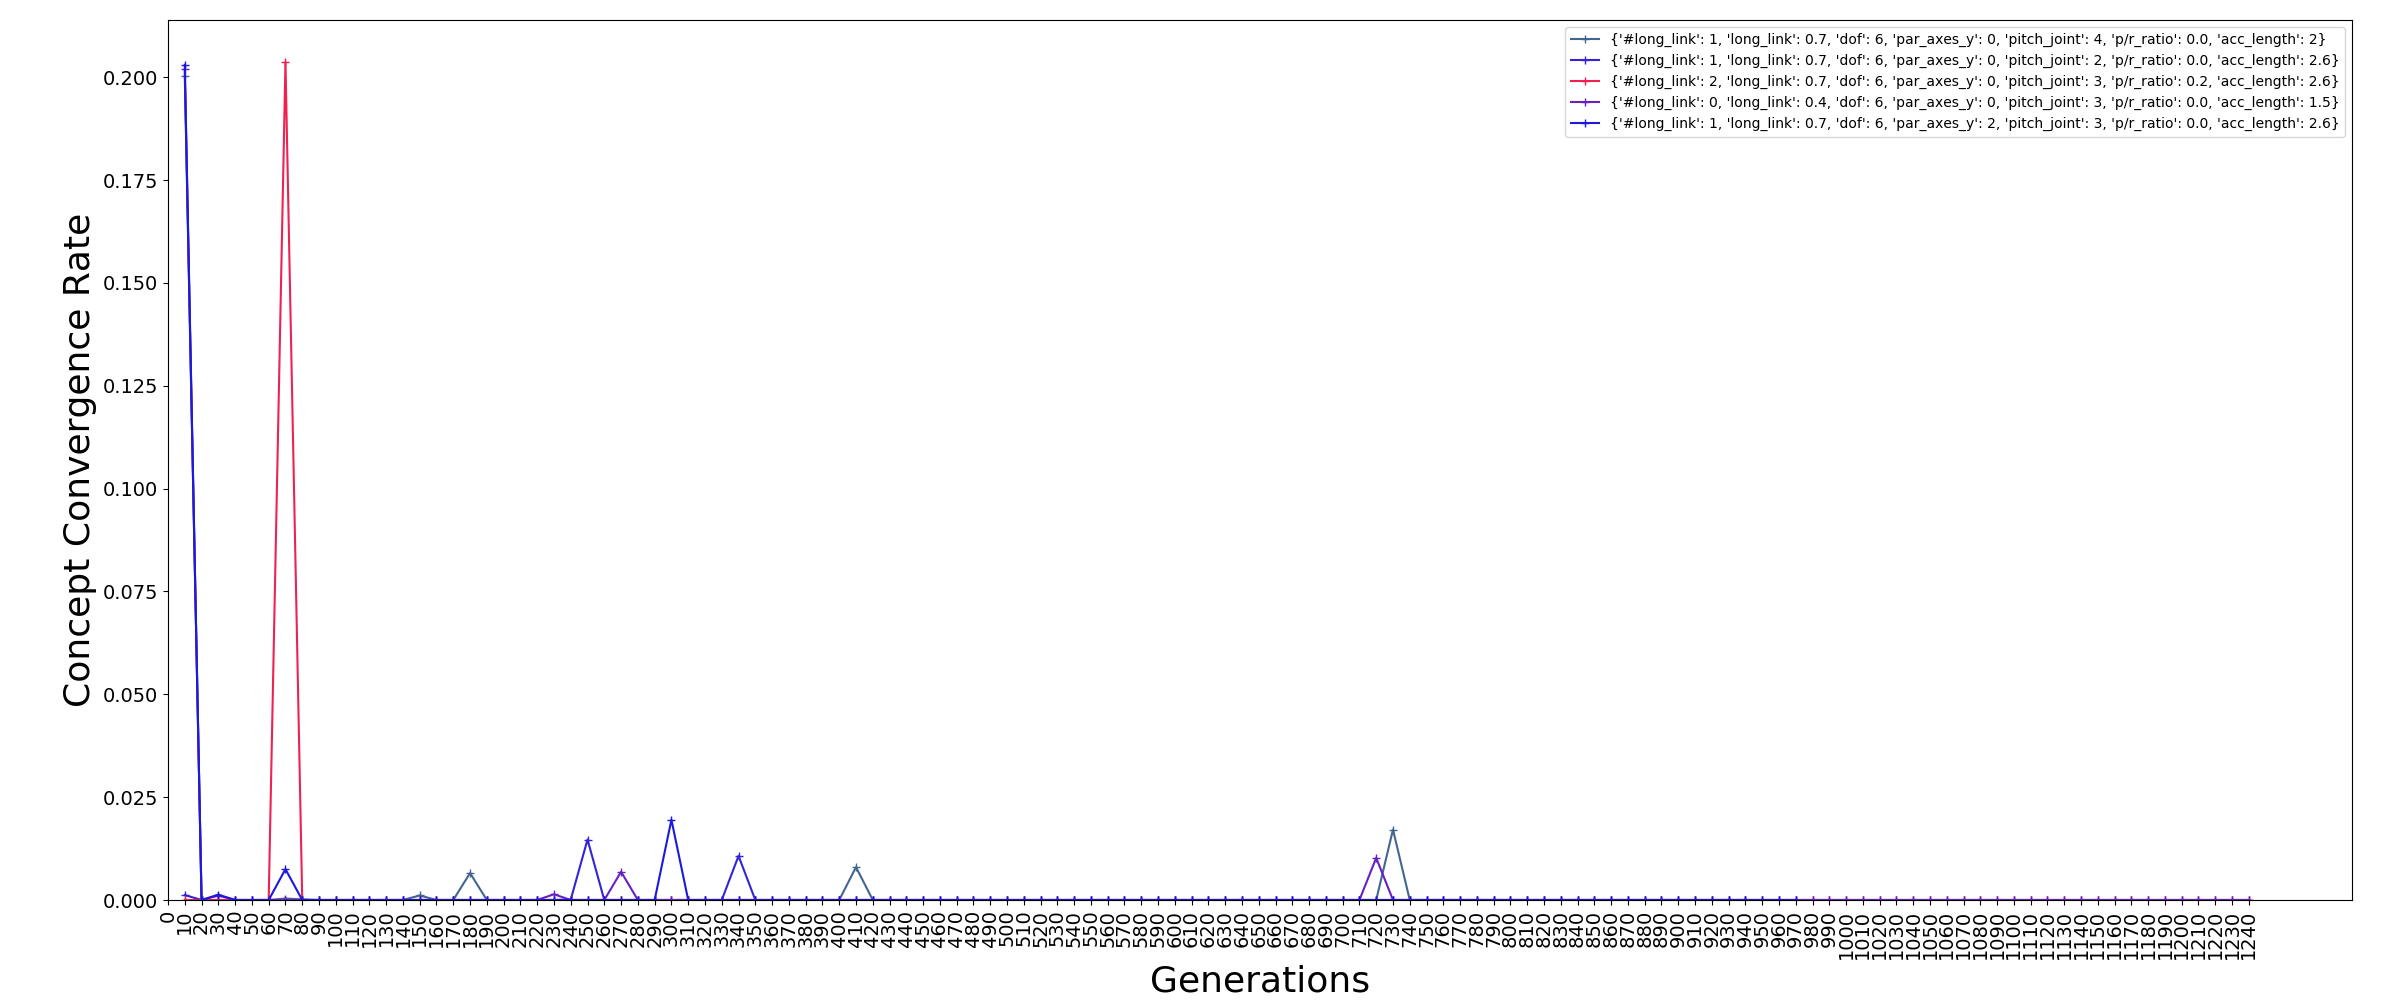 {'#long_link': 1, 'long_link': 0.7, 'dof': 6, 'par_axes_y': 0, 'pitch_joint': 4, 'p/r_ratio': 0.0, 'acc_length': 2}
{'#long_link': 1, 'long_link': 0.7, 'dof': 6, 'par_axes_y': 0, 'pitch_joint': 2, 'p/r_ratio': 0.0, 'acc_length': 2.6}
{'#long_link': 2, 'long_link': 0.7, 'dof': 6, 'par_axes_y': 0, 'pitch_joint': 3, 'p/r_ratio': 0.2, 'acc_length': 2.6}
{'#long_link': 0, 'long_link': 0.4, 'dof': 6, 'par_axes_y': 0, 'pitch_joint': 3, 'p/r_ratio': 0.0, 'acc_length': 1.5}
{'#long_link': 1, 'long_link': 0.7, 'dof': 6, 'par_axes_y': 2, 'pitch_joint': 3, 'p/r_ratio': 0.0, 'acc_length': 2.6}
Concept Convergence Rate
0.200
0.175
0.150
0.125
0.100
0.075
0.050
0.025
0.000
0 10 20 30 40 50 60 70 80 90 100 110 120 130 140 150 160 170 180 190 200 210 220 230 240 250 260 270 280 290 300 310 320 330 340 350 360 370 380 390 400 410 420 430 440 450 460 470 480 490 500 510 520 530 540 550 560 570 580 590 600 610 620 630 640 650 660 670 680 690 700 710 720 730 740 750 760 770 780 790 800 810 820 830 840 850 860 870 880 890 900 910 920 930 940 950 960 970 980 990 1000 1010 1020 1030 1040 1050 1060 1070 1080 1090 1100 1110 1120 1130 1140 1150 1160 1170 1180 1190 1200 1210 1220 1230 1240
Generations